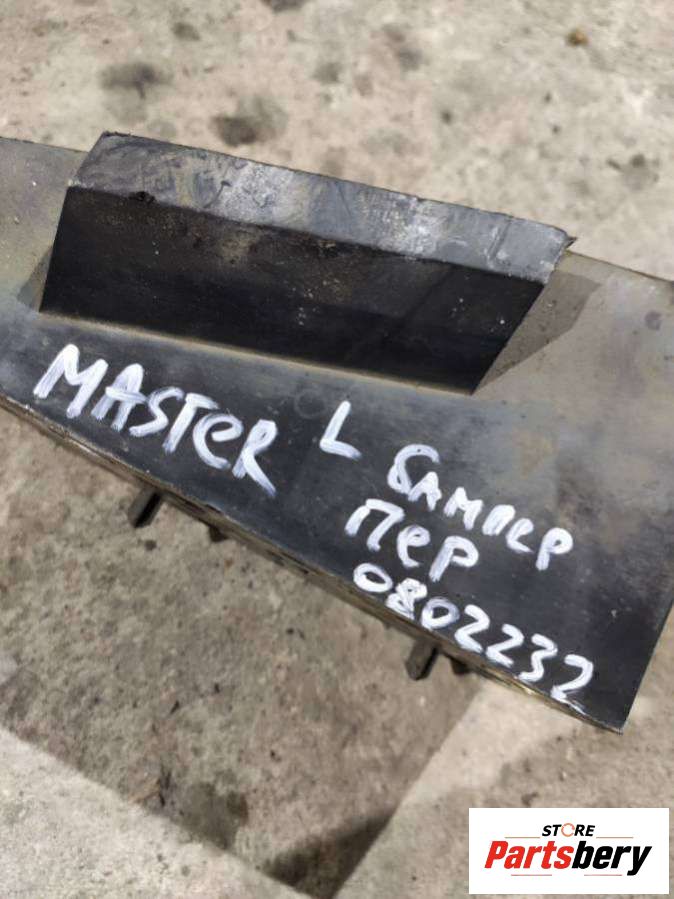 MASTeR L
бампер
пер
0802232
STORE
Partsbery